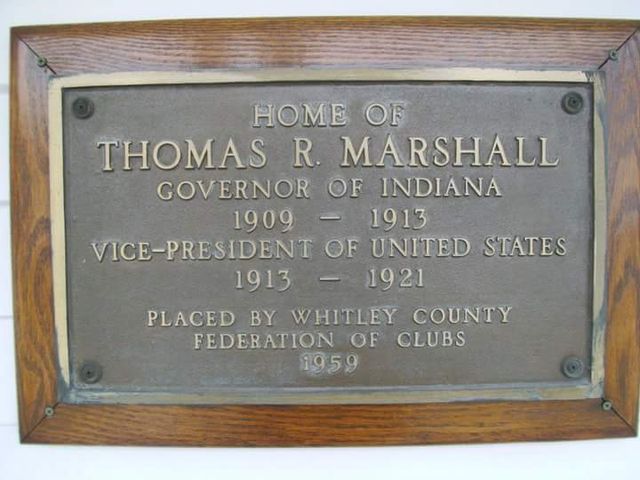 HOME OF
THOMAS R. MARSHALL
GOVERNOR OF INDIANA
1909 — 1913
VICE-PRESIDENT OF UNITED STATES
1913 — 1921
PLACED BY WHITLEY COUNTY
FEDERATION OF CLUBS
1959